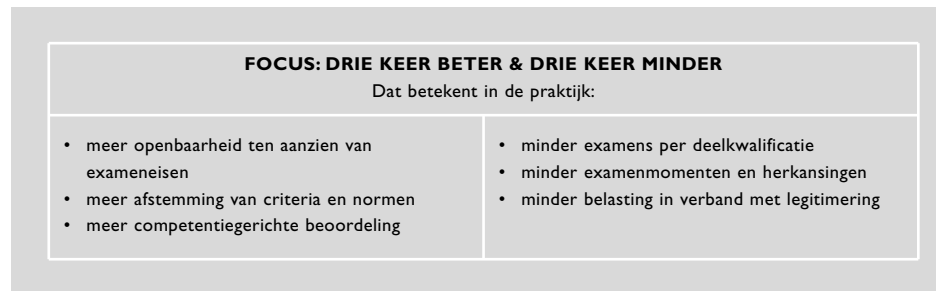 FOCUS: DRIE KEER BETER & DRIE KEER MINDER
Dat betekent in de praktijk:
• meer openbaarheid ten aanzien van
exameneisen
• meer afstemming van criteria en normen
• meer competentiegerichte beoordeling
• minder examens per deelkwalificatie
• minder examenmomenten en herkansingen
• minder belasting in verband met legitimering